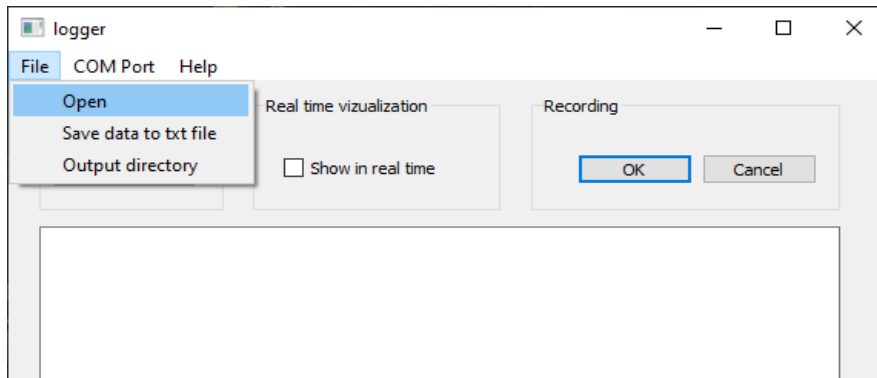 logger
File COM Port Help
Open
Save data to txt file
Output directory
Real time vizualization
Show in real time
Recording
OK Cancel